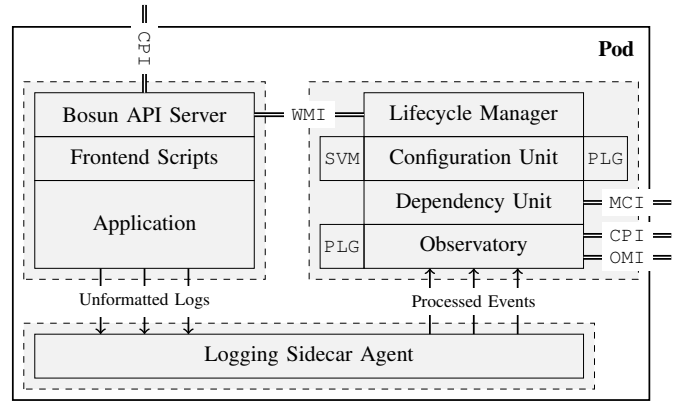 CPI
Pod
Bosun API Server
WMI
Lifecycle Manager
Frontend Scripts
SVM
Configuration Unit
PLG
Application
Dependency Unit
MCI
PLG
Observatory
CPI
OMI
Unformatted Logs
Processed Events
Logging Sidecar Agent